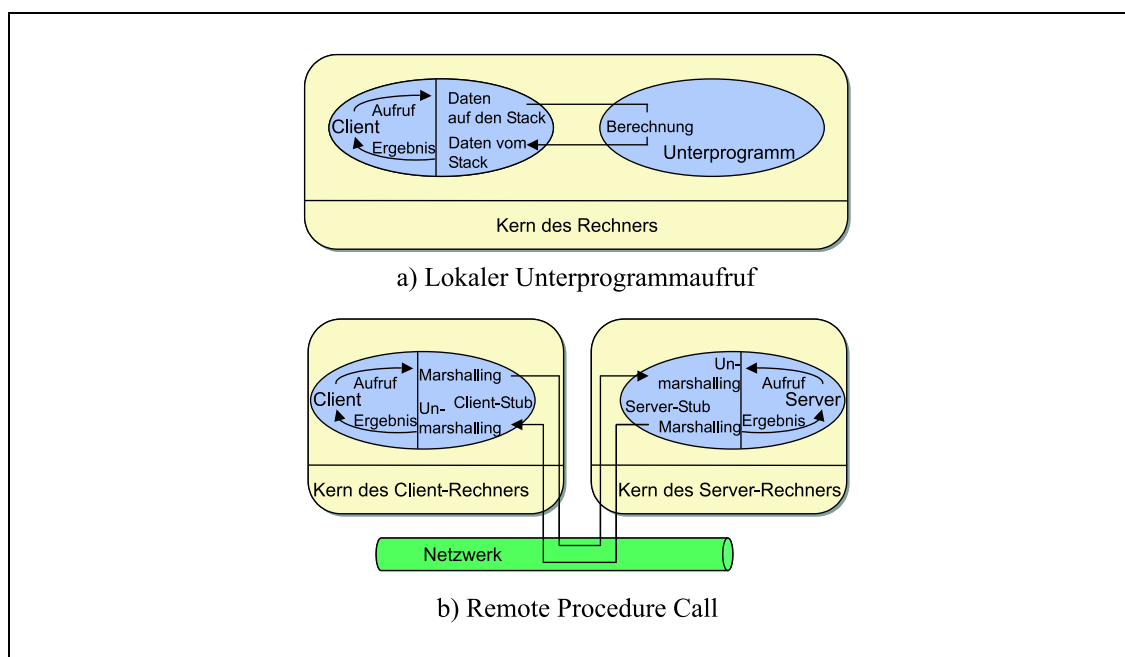 Aufruf
Client
Ergebnis
Daten
auf den Stack
Daten vom
Stack
Berechnung
Unterprogramm
Kern des Rechners
a) Lokaler Unterprogrammaufruf
Aufruf
Client
Ergebnis
Marshalling
Client-Stub
Un-
marshalling
Kern des Client-Rechners
Un-
marshalling
Server-Stub
Marshalling
Aufruf
Server
Ergebnis
Kern des Server-Rechners
Netzwerk
b) Remote Procedure Call